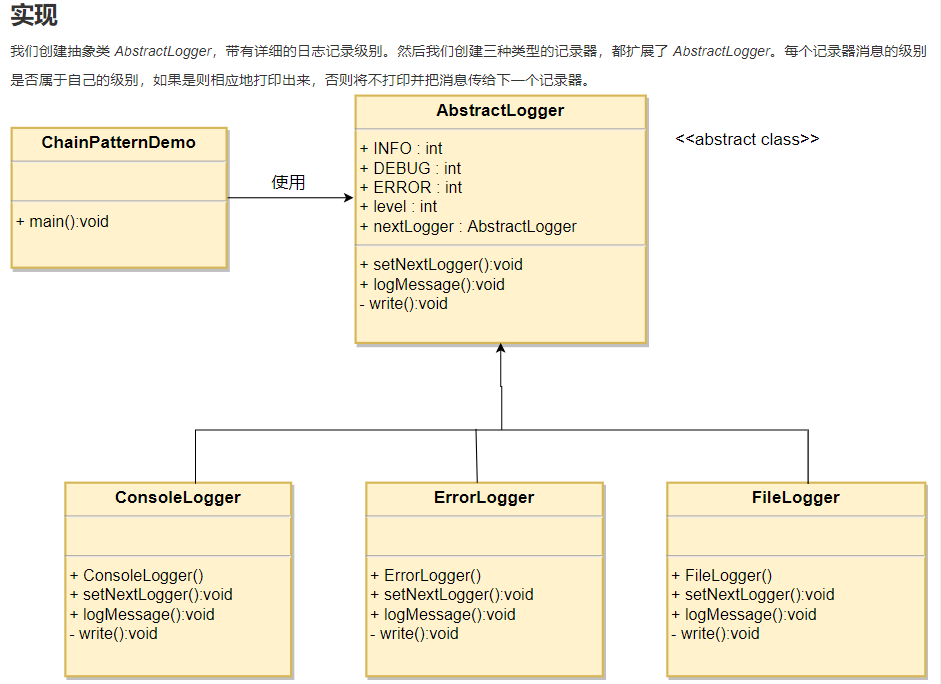 实现
我们创建抽象类 AbstractLogger，带有详细的日志记录级别。然后我们创建三种类型的记录器，都扩展了 AbstractLogger。每个记录器消息的级别
是否属于自己的级别，如果是则相应地打印出来，否则将不打印并把消息传给下一个记录器。
ChainPatternDemo
+ main():void
使用
AbstractLogger
+ INFO : int
+ DEBUG : int
+ ERROR : int
+ level : int
+ nextLogger : AbstractLogger
+ setNextLogger():void
+ logMessage():void
- write():void
<<abstract class>>
ConsoleLogger
+ ConsoleLogger()
+ setNextLogger():void
+ logMessage():void
- write():void
ErrorLogger
+ ErrorLogger()
+ setNextLogger():void
+ logMessage():void
- write():void
FileLogger
+ FileLogger()
+ setNextLogger():void
+ logMessage():void
- write():void